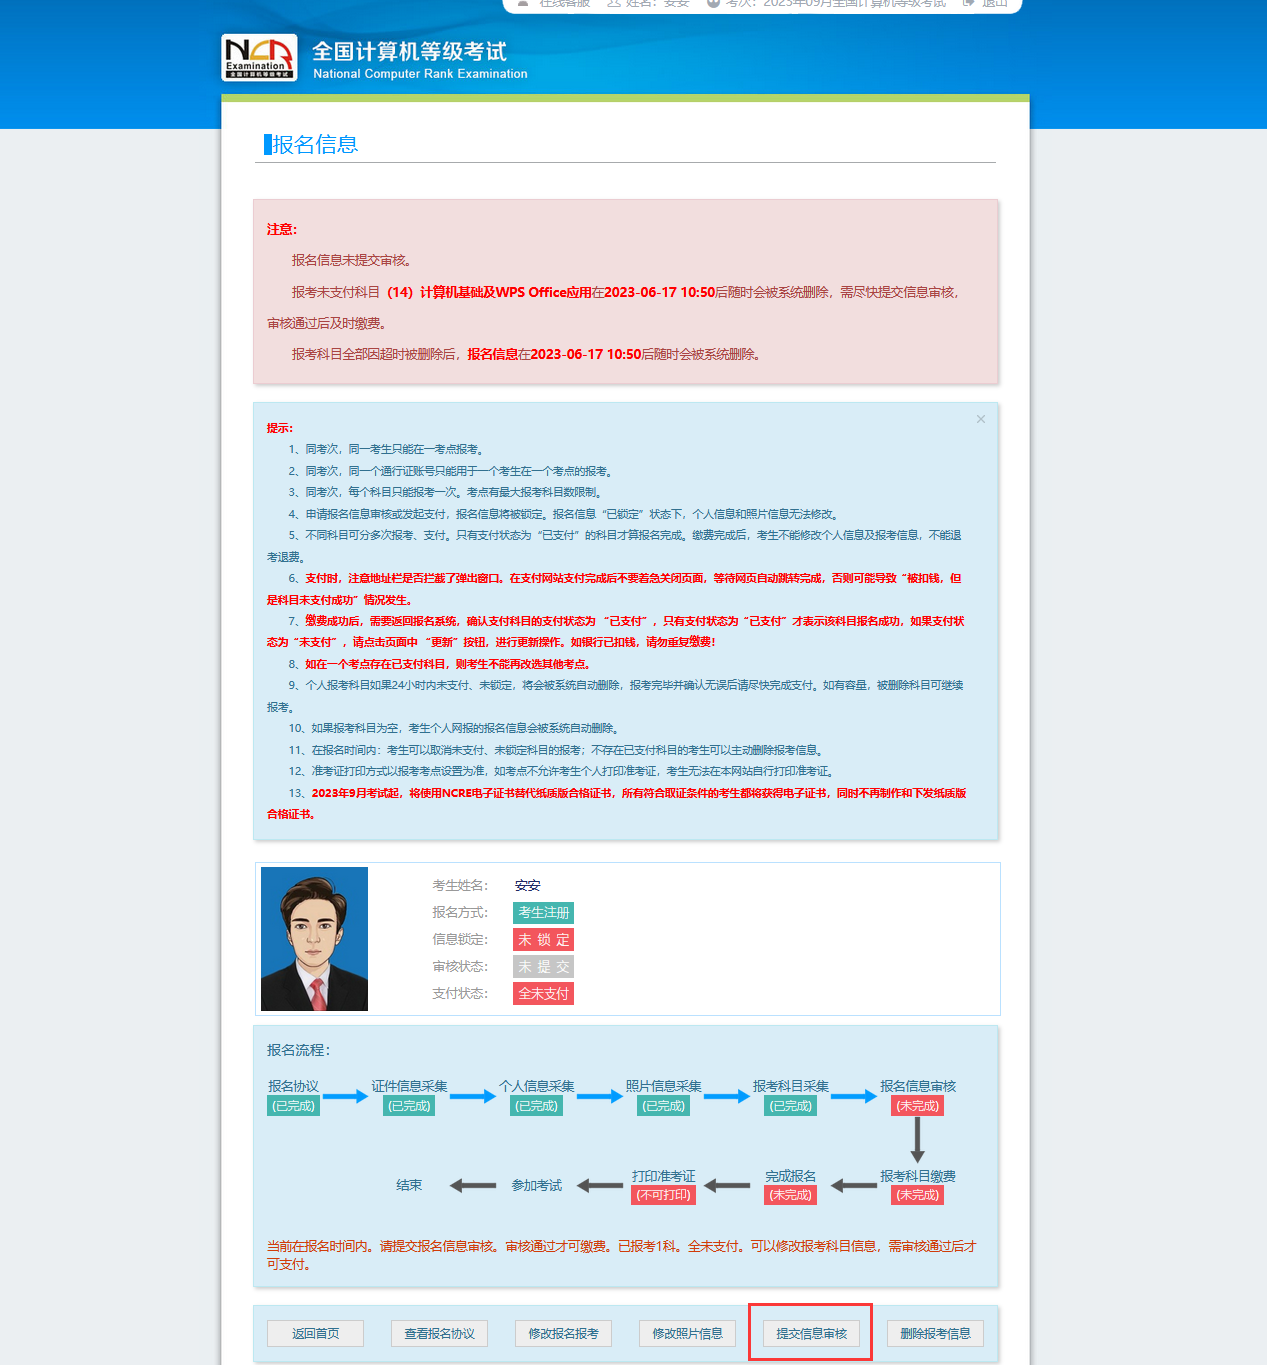 在线客服 姓名：安安 考次：2023年09月全国计算机等级考试 退出
NCR
Examination
全国计算机等级考试
全国计算机等级考试
National Computer Rank Examination
报名信息
注意：
报名信息未提交审核。
报考未支付科目（14）计算机基础及WPS Office应用在2023-06-17 10:50后随时会被系统删除，需尽快提交信息审核，
审核通过后及时缴费。
报考科目全部因超时被删除后，报名信息在2023-06-17 10:50后随时会被系统删除。
×
提示：
1、同考次，同一考生只能在一考点报考。
2、同考次，同一个通行证账号只能用于一个考生在一个考点的报考。
3、同考次，每个科目只能报考一次。考点有最大报考科目数限制。
4、申请报名信息审核或发起支付，报名信息将被锁定。报名信息“已锁定”状态下，个人信息和照片信息无法修改。
5、不同科目可分多次报考、支付。只有支付状态为“已支付”的科目才算报名完成。缴费完成后，考生不能修改个人信息及报考信息，不能退
考退费。
6、支付时，注意地址栏是否拦截了弹出窗口。在支付网站支付完成后不要着急关闭页面，等待网页自动跳转完成，否则可能导致“被扣钱，但
是科目未支付成功”情况发生。
7、缴费成功后，需要返回报名系统，确认支付科目的支付状态为 “已支付”，只有支付状态为“已支付”才表示该科目报名成功，如果支付状
态为“未支付”，请点击页面中 “更新”按钮，进行更新操作。如银行已扣钱，请勿重复缴费！
8、如在一个考点存在已支付科目，则考生不能再改选其他考点。
9、个人报考科目如果24小时内未支付、未锁定，将会被系统自动删除，报考完毕并确认无误后请尽快完成支付。如有容量，被删除科目可继续
报考。
10、如果报考科目为空，考生个人网报的报名信息会被系统自动删除。
11、在报名时间内：考生可以取消未支付、未锁定科目的报考；不存在已支付科目的考生可以主动删除报考信息。
12、准考证打印方式以报考考点设置为准，如考点不允许考生个人打印准考证，考生无法在本网站自行打印准考证。
13、2023年9月考试起，将使用NCRE电子证书替代纸质版合格证书，所有符合取证条件的考生都将获得电子证书，同时不再制作和下发纸质版
合格证书。
考生姓名： 安安
报名方式： 考生注册
信息锁定： 未 锁 定
审核状态： 未 提 交
支付状态： 全未支付
报名流程：
报名协议 证件信息采集 个人信息采集 照片信息采集 报考科目采集 报名信息审核
(已完成) (已完成) (已完成) (已完成) (已完成) (未完成)
结束 参加考试 打印准考证 完成报名 报考科目缴费
(不可打印) (未完成) (未完成)
当前在报名时间内。请提交报名信息审核。审核通过才可缴费。已报考1科。全未支付。可以修改报考科目信息，需审核通过后才
可支付。
返回首页 查看报名协议 修改报名报考 修改照片信息 提交信息审核 删除报考信息